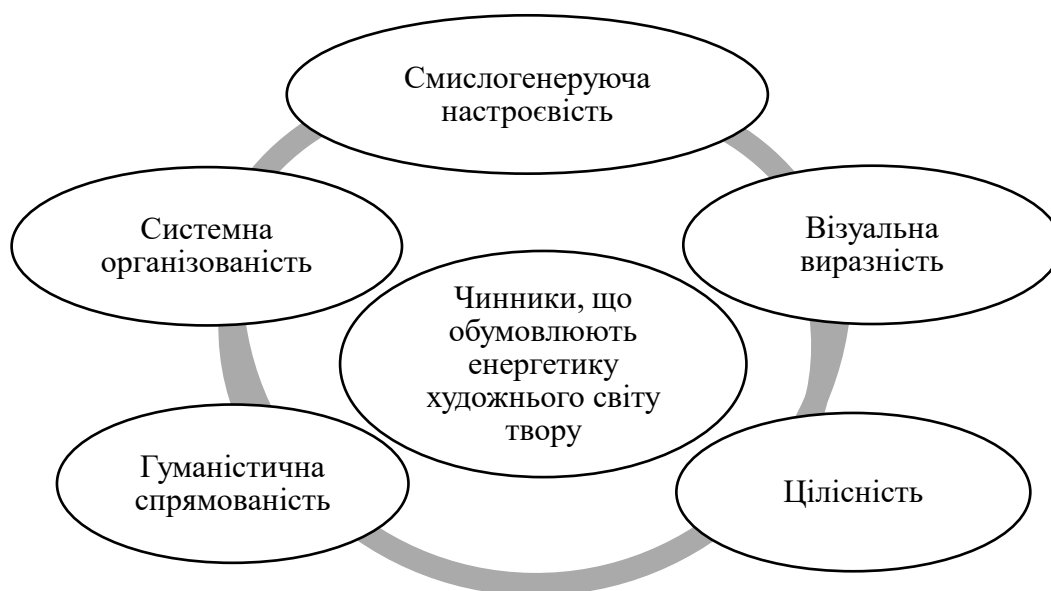 Смислогенеруюча
настроєвість
Системна
організованість
Візуальна
виразність
Чинники, що
обумовлюють
енергетику
художнього світу
твору
Гуманістична
спрямованість
Цілісність